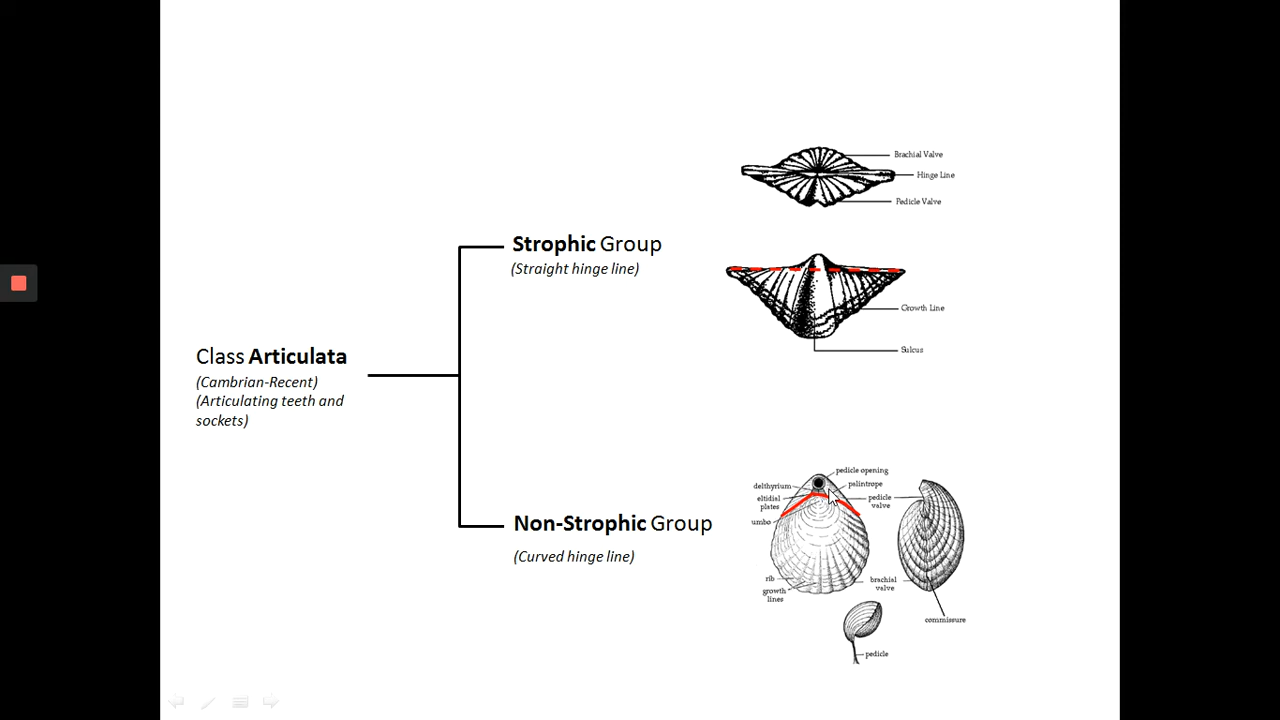 Brachial Valve
Hinge Line
Pedicle Valve
Strophic Group
(Straight hinge line)
Growth Line
Sulcus
Class Articulata
(Cambrian-Recent)
(Articulating teeth and
sockets)
pedicle opening
delthyrium
palintrope
eltidial
plates
pedicle
valve
umbo
Non-Strophic Group
(Curved hinge line)
rib
growth
lines
brachial
valve
commissure
pedicle